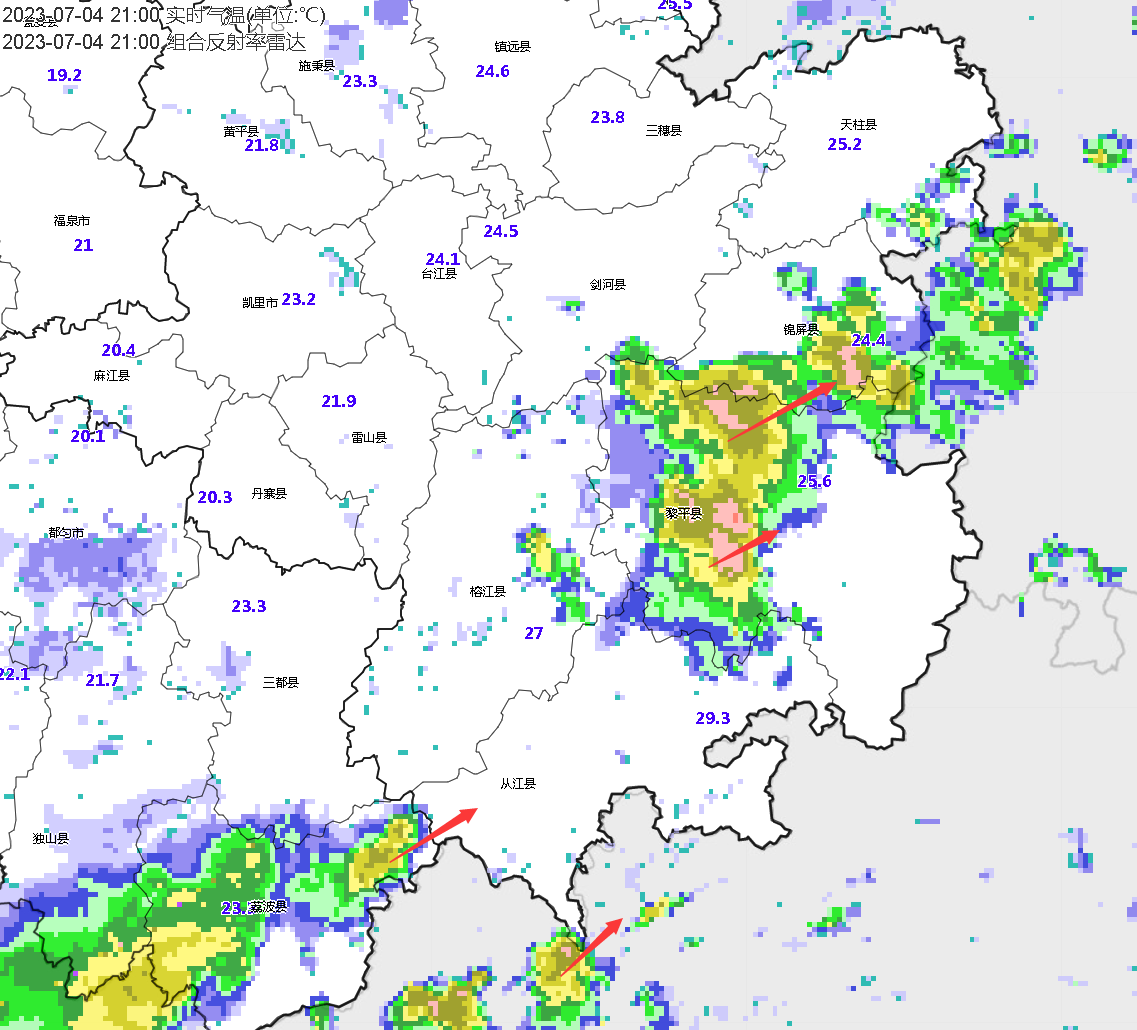 2023-07-04 21:00 实时气温(单位:℃)
2023-07-04 21:00 组合反射率雷达
25.5
镇远县
施秉县
19.2
24.6
23.3
23.8
三穗县
天柱县
黄平县
21.8
25.2
福泉市
21
24.5
24.1
台江县
剑河县
凯里市
23.2
锦屏县
24.4
20.4
麻江县
21.9
20.1
雷山县
25.6
20.3
丹寨县
黎平县
都匀市
榕江县
23.3
27
22.1
21.7
三都县
29.3
从江县
独山县
荔波县